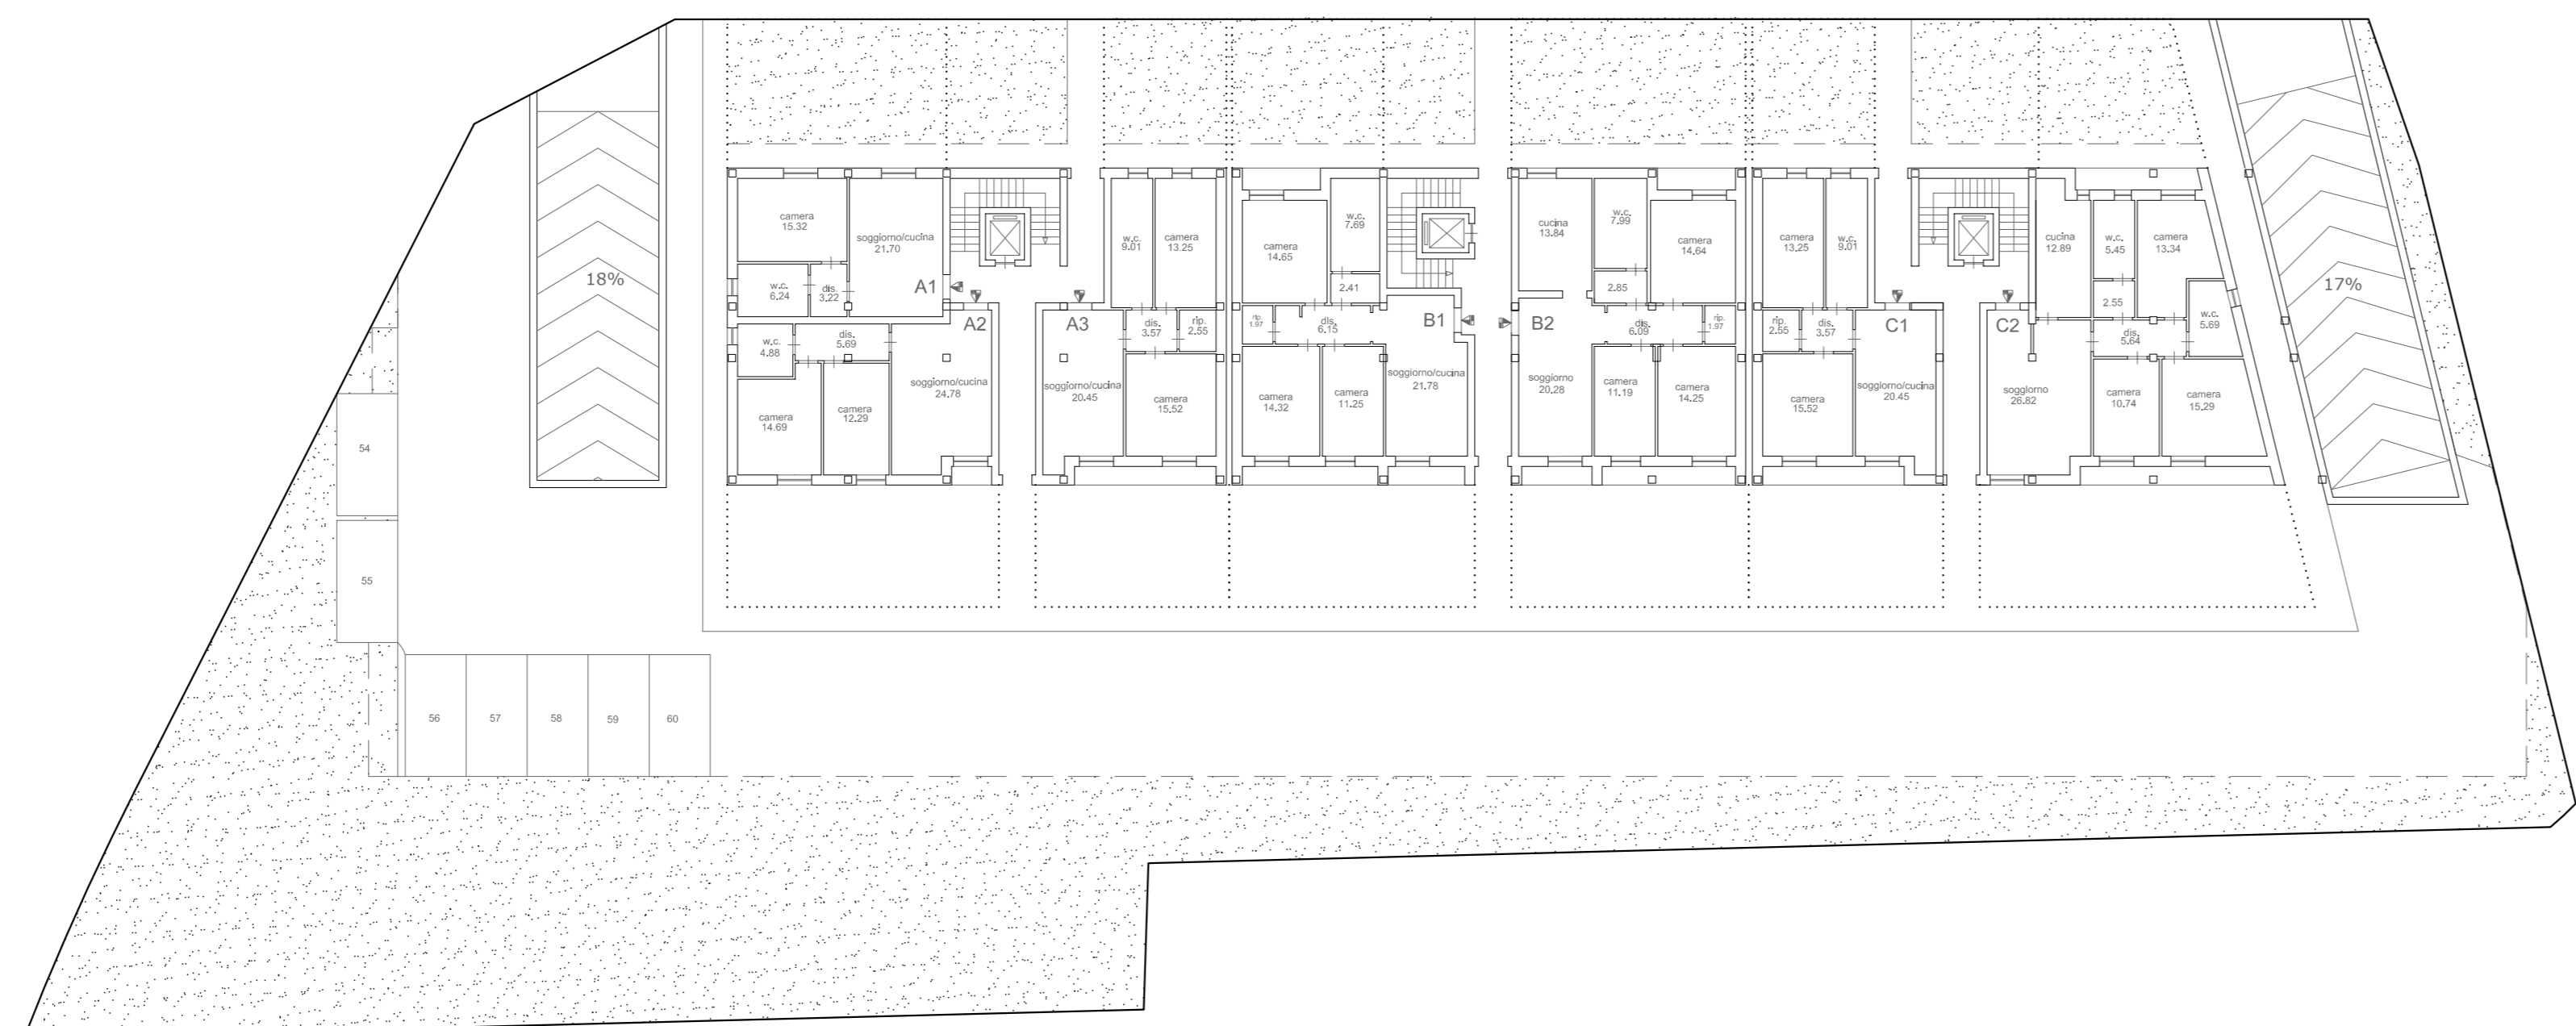 18%
17%
camera
15.32
soggiorno/cucina
21.70
w.c.
6.24
dis.
3.22
A1
A2
w.c.
4.88
dis.
5.69
soggiorno/cucina
24.78
camera
14.69
camera
12.29
w.c.
9.01
camera
13.25
A3
dis.
3.57
rip.
2.55
soggiorno/cucina
20.45
camera
15.52
camera
14.65
w.c.
7.69
2.41
rip.
1.97
dis.
6.15
B1
camera
14.32
camera
11.25
soggiorno/cucina
21.78
cucina
13.84
w.c.
7.99
camera
14.64
2.85
B2
dis.
6.09
rip.
1.97
soggiorno
20.28
camera
11.19
camera
14.25
camera
13.25
w.c.
9.01
rip.
2.55
dis.
3.57
C1
camera
15.52
soggiorno/cucina
20.45
cucina
12.89
w.c.
5.45
camera
13.34
2.55
w.c.
5.69
C2
dis.
5.64
soggiorno
26.82
camera
10.74
camera
15.29
54
55
56
57
58
59
60